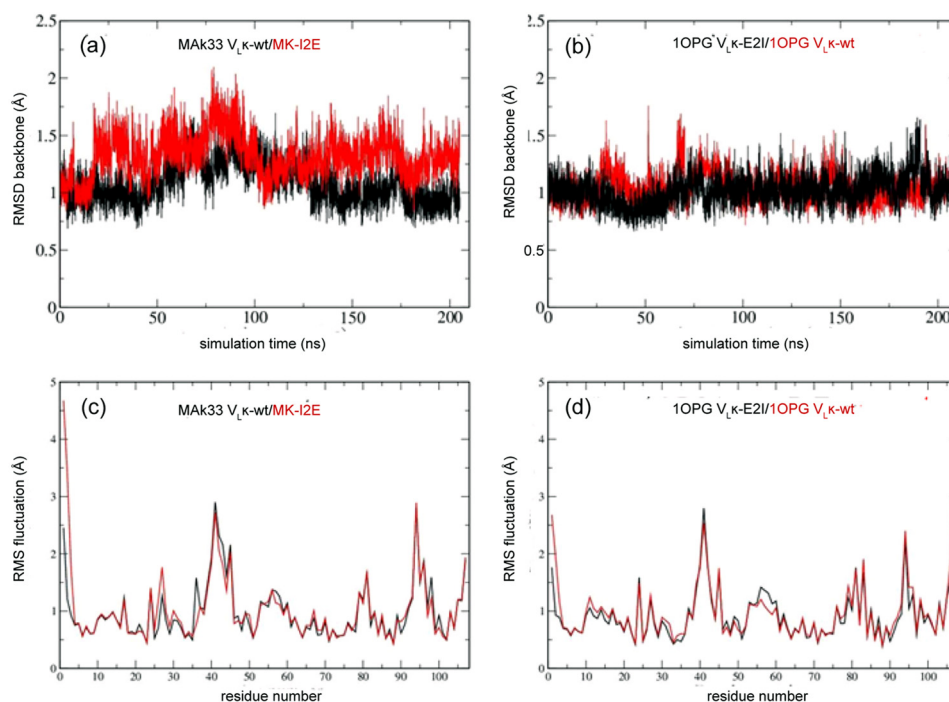 (a)
MAk33 VLκ-wt/MK-I2E
RMSD backbone (Å)
2.5
2
1.5
1
0.5
0
0 50 100 150 200
simulation time (ns)
(b)
1OPG VLκ-E2I/1OPG VLκ-wt
RMSD backbone (Å)
2.5
2
1.5
1
0.5
0
0 50 100 150 200
simulation time (ns)
(c)
MAk33 VLκ-wt/MK-I2E
RMS fluctuation (Å)
5
4
3
2
1
0
0 10 20 30 40 50 60 70 80 90 100
residue number
(d)
1OPG VLκ-E2I/1OPG VLκ-wt
RMS fluctuation (Å)
5
4
3
2
1
0
0 10 20 30 40 50 60 70 80 90 100
residue number